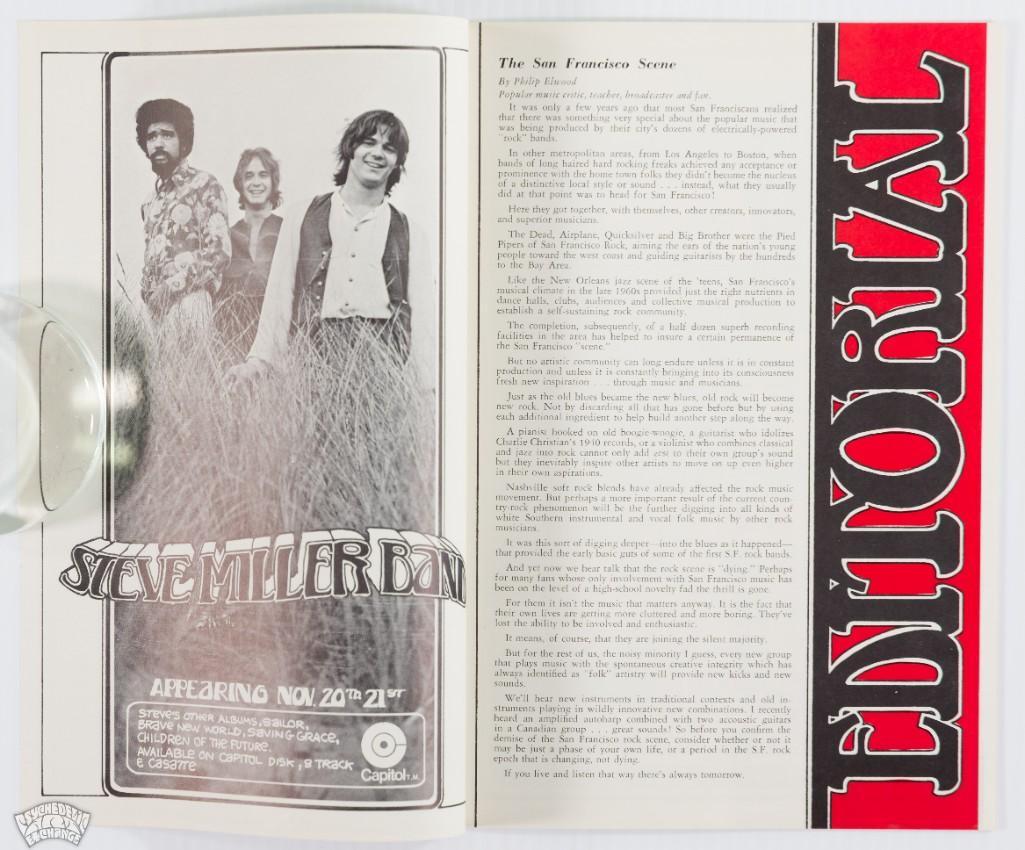 STEVE MILLER BAND
APPEARING NOV. 20TH 21ST
STEVE'S OTHER ALBUMS, SAILOR,
BRAVE NEW WORLD, SAVING GRACE,
CHILDREN OF THE FUTURE.
AVAILABLE ON CAPITOL DISK, 8 TRACK
& CASATTE
Capitol T.M.
The San Francisco Scene
By Philip Elwood
Popular music critic, teacher, broadcaster and fan.
It was only a few years ago that most San Franciscans realized
that there was something very special about the popular music that
was being produced by their city's dozens of electrically-powered
"rock" bands.
In other metropolitan areas, from Los Angeles to Boston, when
bands of long haired hard rocking freaks achieved any acceptance or
prominence with the home town folks they didn't become the nucleus
of a distinctive local style or sound . . . instead, what they usually
did at that point was to head for San Francisco!
Here they got together, with themselves, other creators, innovators,
and superior musicians.
The Dead, Airplane, Quicksilver and Big Brother were the Pied
Pipers of San Francisco Rock, aiming the ears of the nation's young
people toward the west coast and guiding guitarists by the hundreds
to the Bay Area.
Like the New Orleans jazz scene of the 'teens, San Francisco's
musical climate in the late 1960s provided just the right nutrients in
dance halls, clubs, audiences and collective musical production to
establish a self-sustaining rock community.
The completion, subsequently, of a half dozen superb recording
facilities in the area has helped to insure a certain permanence of
the San Francisco "scene."
But no artistic community can long endure unless it is in constant
production and unless it is constantly bringing into its consciousness
fresh new inspiration . . . through music and musicians.
Just as the old blues became the new blues, old rock will become
new rock. Not by discarding all that has gone before but by using
each additional ingredient to help build another step along the way.
A pianist hooked on old boogie-woogie, a guitarist who idolizes
Charlie Christian's 1940 records, or a violinist who combines classical
and jazz into rock cannot only add zest to their own group's sound
but they inevitably inspire other artists to move on up even higher
in their own aspirations.
Nashville soft rock blends have already affected the rock music
movement. But perhaps a more important result of the current coun-
try-rock phenomenon will be the further digging into all kinds of
white Southern instrumental and vocal folk music by other rock
musicians.
It was this sort of digging deeper—into the blues as it happened—
that provided the early basic guts of some of the first S.F. rock bands.
And yet now we hear talk that the rock scene is "dying." Perhaps
for many fans whose only involvement with San Francisco music has
been on the level of a high-school novelty fad the thrill is gone.
For them it isn't the music that matters anyway. It is the fact that
their own lives are getting more cluttered and more boring. They've
lost the ability to be involved and enthusiastic.
It means, of course, that they are joining the silent majority.
But for the rest of us, the noisy minority I guess, every new group
that plays music with the spontaneous creative integrity which has
always identified as "folk" artistry will provide new kicks and new
sounds.
We'll hear new instruments in traditional contexts and old in-
struments playing in wildly innovative new combinations. I recently
heard an amplified autoharp combined with two accoustic guitars
in a Canadian group . . . great sounds! So before you confirm the
demise of the San Francisco rock scene, consider whether or not it
may be just a phase of your own life, or a period in the S.F. rock
epoch that is changing, not dying.
If you live and listen that way there's always tomorrow.
EDITORIAL
PSYCHEDELIC
ART
EXCHANGE